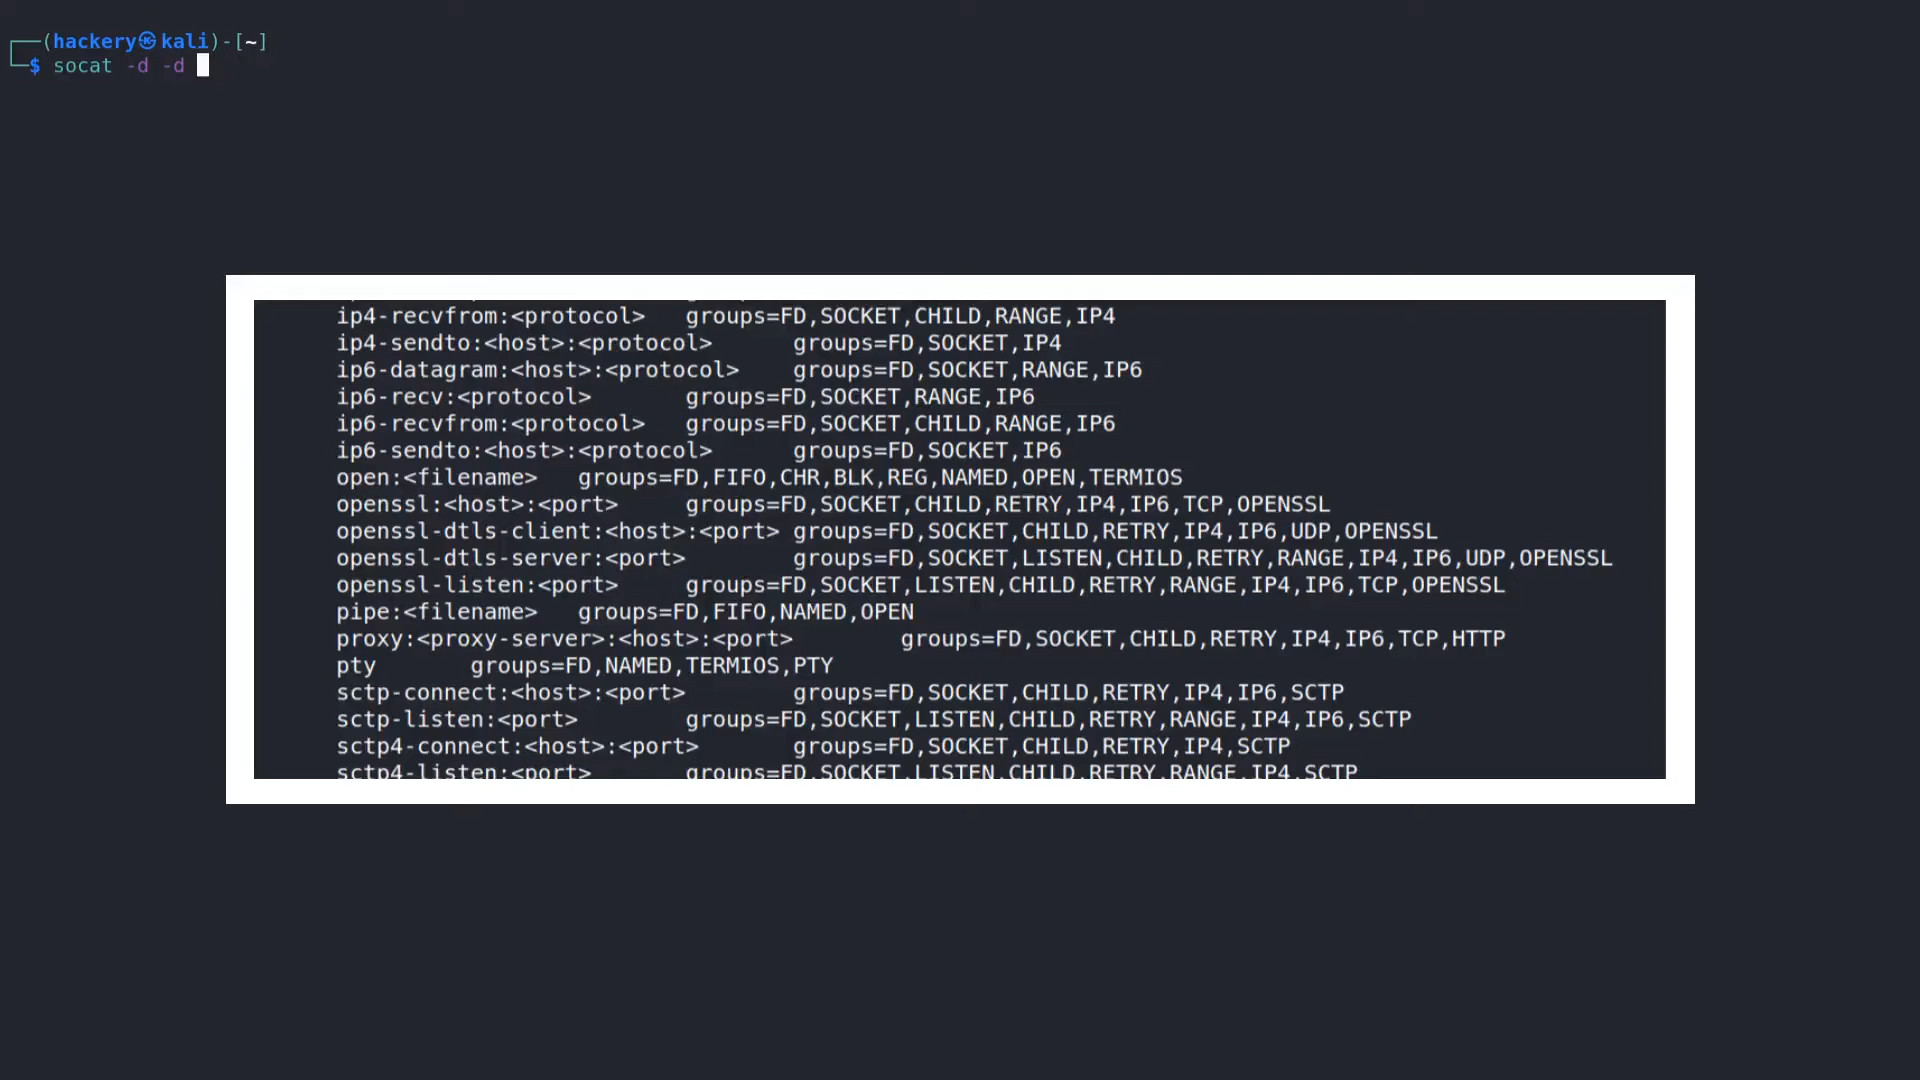 ┌──(hackery㉿kali)-[~]
└─$ socat -d -d
ip4-recvfrom:<protocol> groups=FD,SOCKET,CHILD,RANGE,IP4
ip4-sendto:<host>:<protocol> groups=FD,SOCKET,IP4
ip6-datagram:<host>:<protocol> groups=FD,SOCKET,RANGE,IP6
ip6-recv:<protocol> groups=FD,SOCKET,RANGE,IP6
ip6-recvfrom:<protocol> groups=FD,SOCKET,CHILD,RANGE,IP6
ip6-sendto:<host>:<protocol> groups=FD,SOCKET,IP6
open:<filename> groups=FD,FIFO,CHR,BLK,REG,NAMED,OPEN,TERMIOS
openssl:<host>:<port> groups=FD,SOCKET,CHILD,RETRY,IP4,IP6,TCP,OPENSSL
openssl-dtls-client:<host>:<port> groups=FD,SOCKET,CHILD,RETRY,IP4,IP6,UDP,OPENSSL
openssl-dtls-server:<port> groups=FD,SOCKET,LISTEN,CHILD,RETRY,RANGE,IP4,IP6,UDP,OPENSSL
openssl-listen:<port> groups=FD,SOCKET,LISTEN,CHILD,RETRY,RANGE,IP4,IP6,TCP,OPENSSL
pipe:<filename> groups=FD,FIFO,NAMED,OPEN
proxy:<proxy-server>:<host>:<port> groups=FD,SOCKET,CHILD,RETRY,IP4,IP6,TCP,HTTP
pty groups=FD,NAMED,TERMIOS,PTY
sctp-connect:<host>:<port> groups=FD,SOCKET,CHILD,RETRY,IP4,IP6,SCTP
sctp-listen:<port> groups=FD,SOCKET,LISTEN,CHILD,RETRY,RANGE,IP4,IP6,SCTP
sctp4-connect:<host>:<port> groups=FD,SOCKET,CHILD,RETRY,IP4,SCTP
sctp4-listen:<port> groups=FD,SOCKET,LISTEN,CHILD,RETRY,RANGE,IP4,SCTP